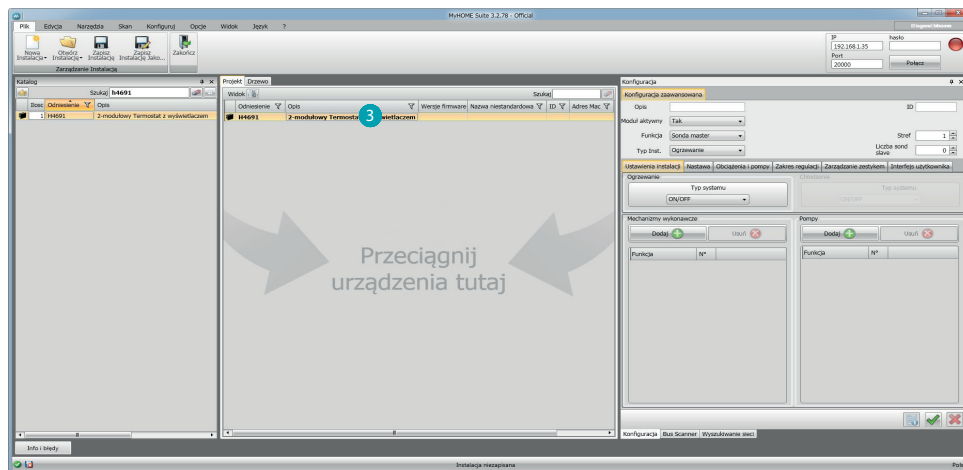 MyHOME Suite 3.2.78 - Official
Plik Edycja Narzędzia Skan Konfiguruj Opcje Widok Język ?
Nowa Instalacja
Otwórz Instalację
Zapisz Instalację
Zapisz Instalację Jako...
Zakończ
Zarządzanie Instalacją
IP
192.168.1.35
hasło
Port
20000
Połącz
Katalog
Szukaj h4691
Ilosc Odniesienie Opis
1 H4691 2-modułowy Termostat z wyświetlaczem
Projekt Drzewo
Widok Szukaj
Odniesienie Opis Wersje firmware Nazwa niestandardowa ID Adres Mac
H4691 2-modułowy Termostat wyświetlaczem
3
Przeciągnij
urządzenia tutaj
Konfiguracja
Konfiguracja zaawansowana
Opis ID
Moduł aktywny Tak
Funkcja Sonda master Stref 1
Typ Inst. Ogrzewanie Liczba sond slave 0
Ustawienia instalacji Nastawa Obciążenia i pompy Zakres regulacji Zarządzanie zestykem Interfejs użytkownika
Ogrzewanie Chłodzenie
Typ systemu Typ systemu
ON/OFF ON/OFF
Mechanizmy wykonawcze Pompy
Dodaj Usuń Dodaj Usuń
Funkcja N° Funkcja N°
Konfiguracja Bus Scanner Wyszukiwanie sieci
Info i błędy
Instalacja niezapisana